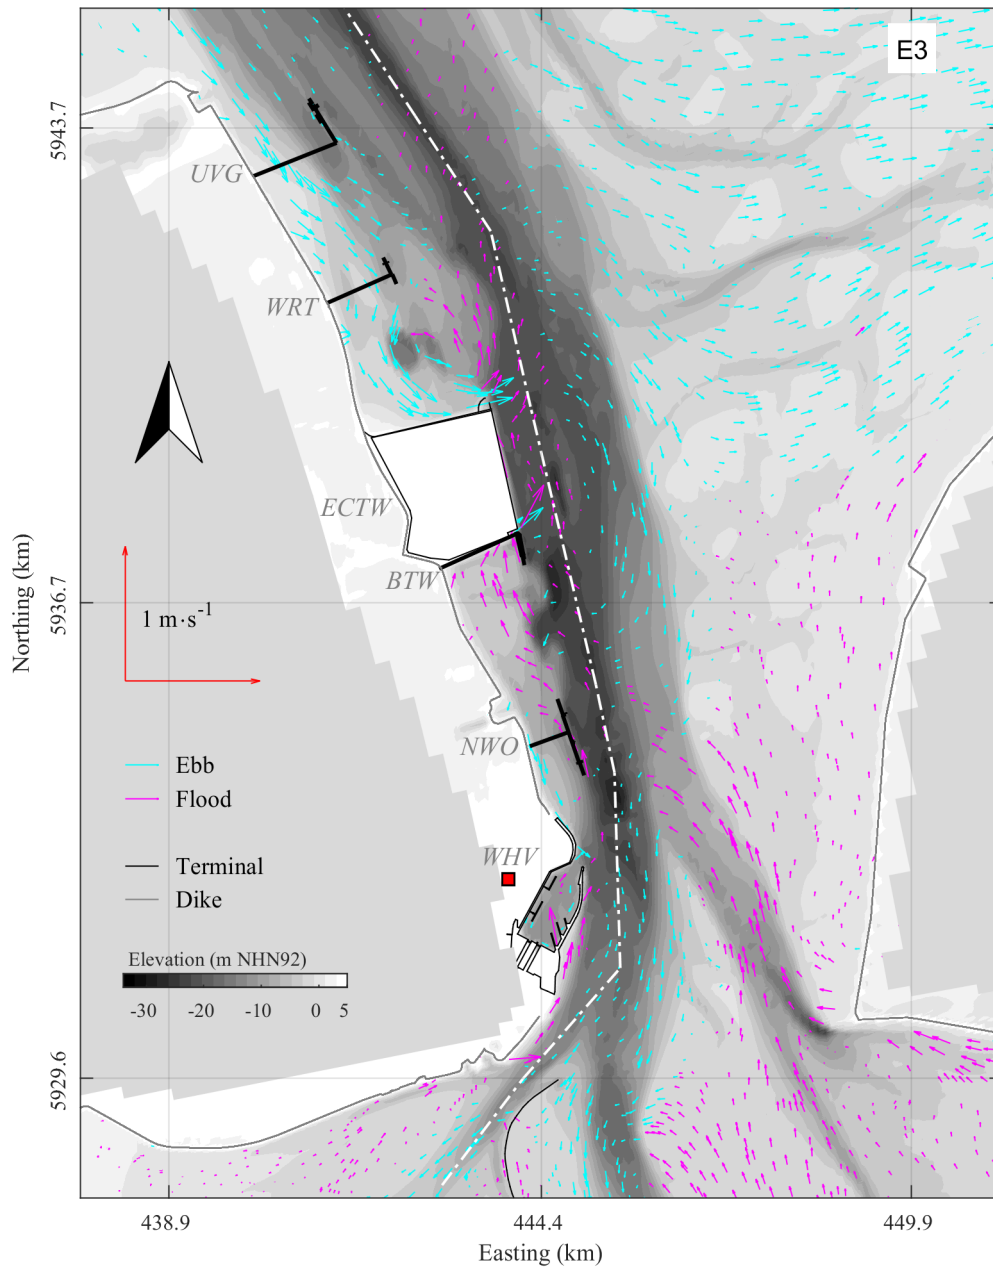 E3
5943.7
UVG
WRT
ECTW
BTW
5936.7
Northing (km)
1 m·s⁻¹
NWO
Ebb
Flood
WHV
Terminal
Dike
Elevation (m NHN92)
-30 -20 -10 0 5
5929.6
438.9 444.4 449.9
Easting (km)